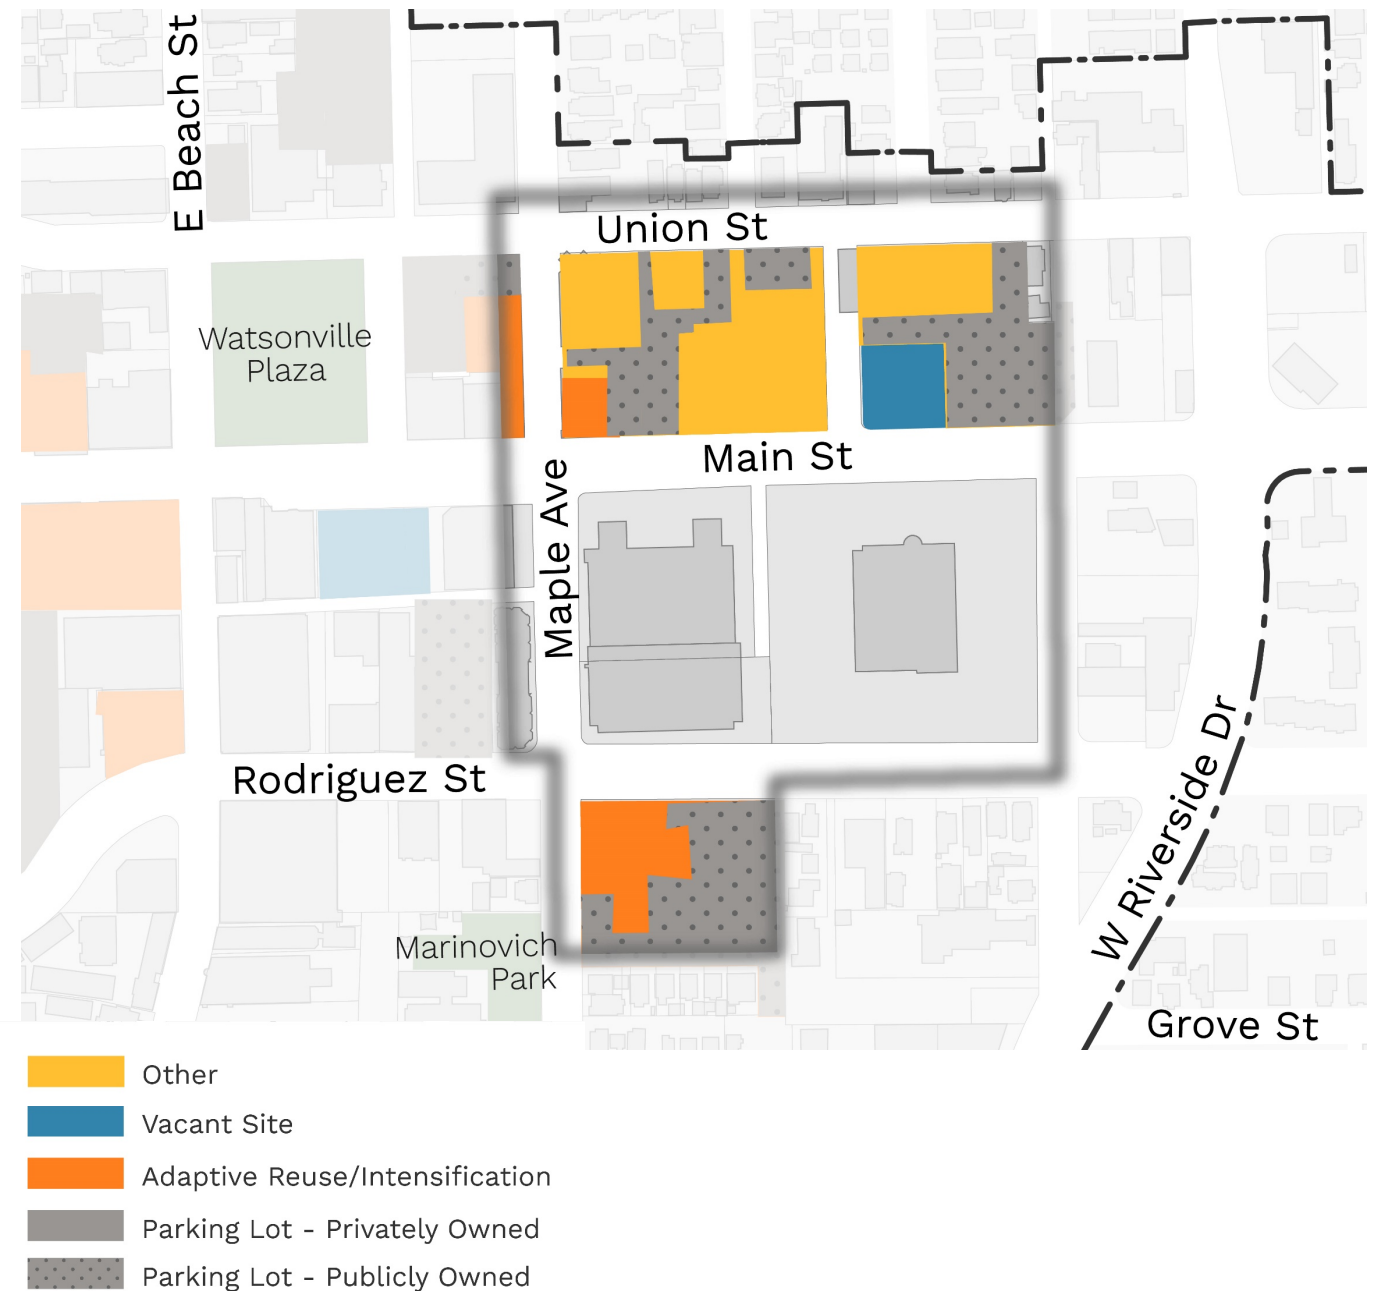 E Beach St
Union St
Watsonville
Plaza
Main St
Maple Ave
Rodriguez St
W Riverside Dr
Marinovich
Park
Grove St
Other
Vacant Site
Adaptive Reuse/Intensification
Parking Lot - Privately Owned
Parking Lot - Publicly Owned